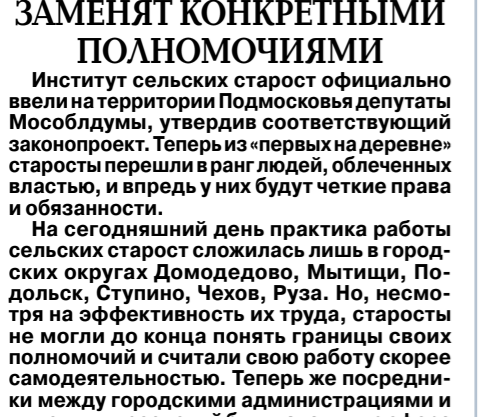 ЗАМЕНЯТ КОНКРЕТНЫМИ
ПОЛНОМОЧИЯМИ
Институт сельских старост официально
ввели на территории Подмосковья депутаты
Мособлдумы, утвердив соответствующий
законопроект. Теперь из «первых на деревне»
старосты перешли в ранг людей, облеченных
властью, и впредь у них будут четкие права
и обязанности.
На сегодняшний день практика работы
сельских старост сложилась лишь в город-
ских округах Домодедово, Мытищи, По-
дольск, Ступино, Чехов, Руза. Но, несмо-
тря на эффективность их труда, старосты
не могли до конца понять границы своих
полномочий и считали свою работу скорее
самодеятельностью. Теперь же посредни-
ки между городскими администрациями и